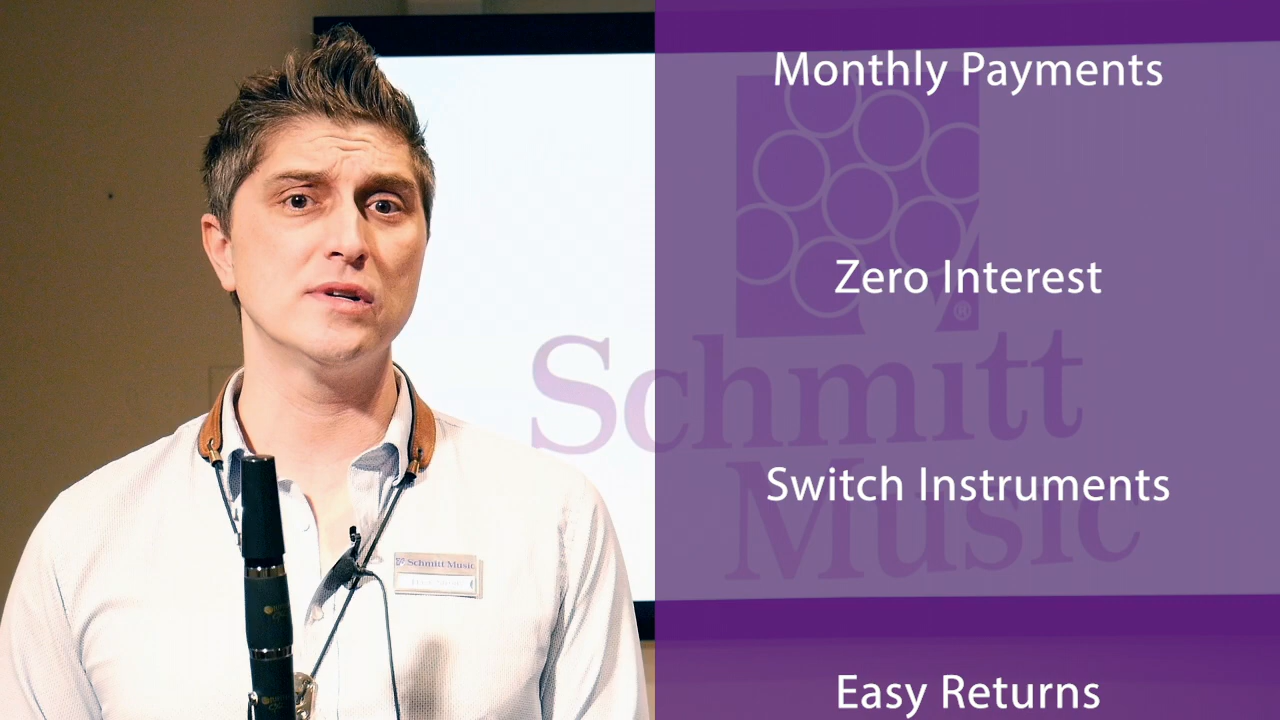 Monthly Payments
Zero Interest
Schmitt
Music
Switch Instruments
Schmitt Music
Easy Returns